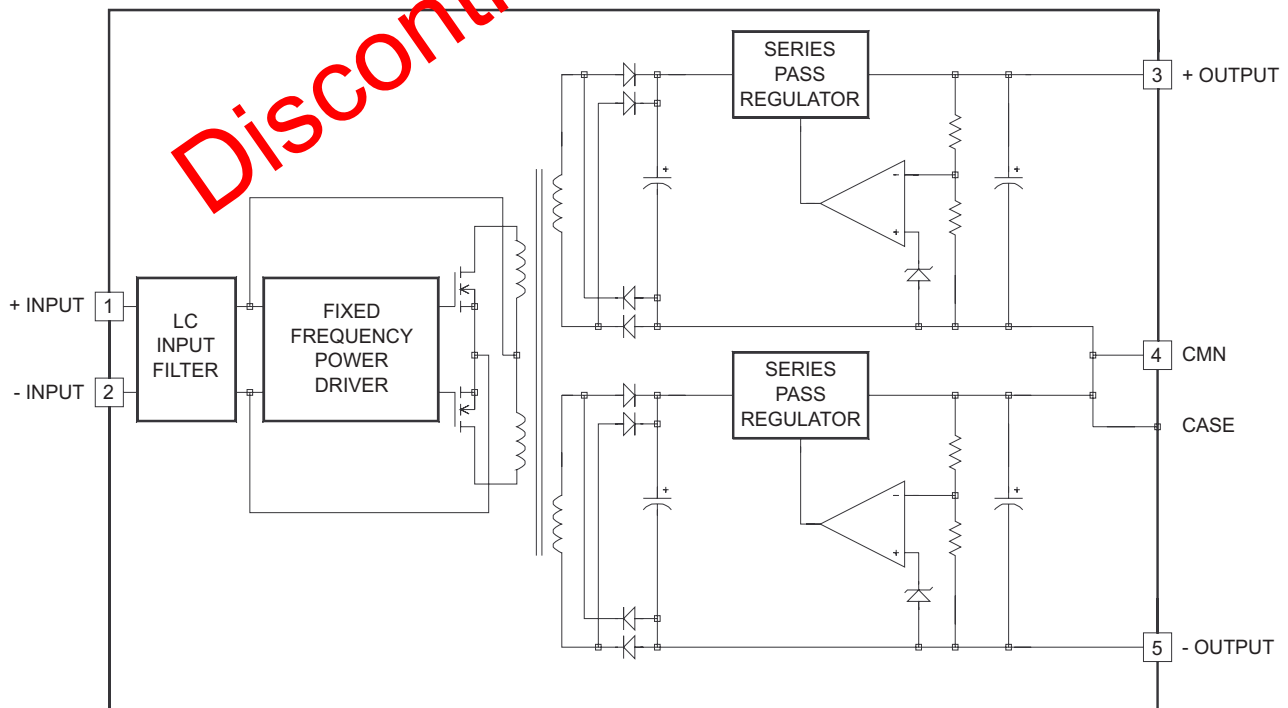 Discont
SERIES
PASS
REGULATOR
3
+ OUTPUT
+
-
+
+
+ INPUT
1
LC
INPUT
FILTER
FIXED
FREQUENCY
POWER
DRIVER
- INPUT
2
4
CMN
SERIES
PASS
REGULATOR
CASE
+
-
+
+
5
- OUTPUT